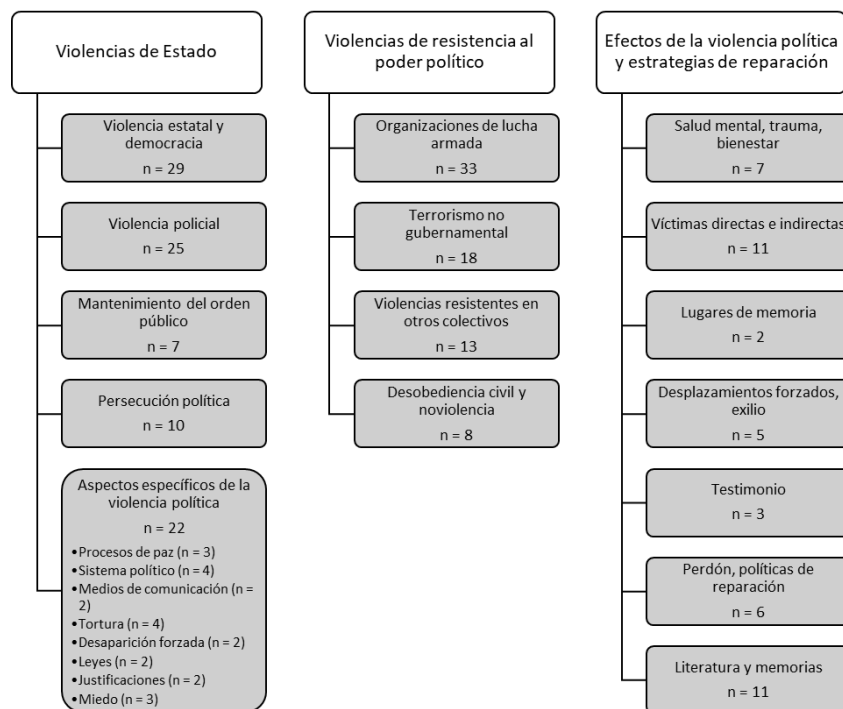 Violencias de Estado
Violencia estatal y
democracia
n = 29
Violencia policial
n = 25
Mantenimiento del orden
público
n = 7
Persecución política
n = 10
Aspectos específicos de la
violencia política
n = 22
•Procesos de paz (n = 3)
•Sistema político (n = 4)
•Medios de comunicación (n =
2)
•Tortura (n = 4)
•Desaparición forzada (n = 2)
•Leyes (n = 2)
•Justificaciones (n = 2)
•Miedo (n = 3)
Violencias de resistencia al
poder político
Organizaciones de lucha
armada
n = 33
Terrorismo no
gubernamental
n = 18
Violencias resistentes en
otros colectivos
n = 13
Desobediencia civil y
noviolencia
n = 8
Efectos de la violencia política
y estrategias de reparación
Salud mental, trauma,
bienestar
n = 7
Víctimas directas e indirectas
n = 11
Lugares de memoria
n = 2
Desplazamientos forzados,
exilio
n = 5
Testimonio
n = 3
Perdón, políticas de
reparación
n = 6
Literatura y memorias
n = 11